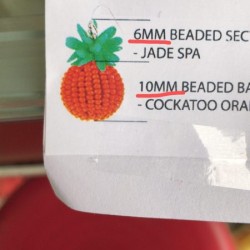 6MM BEADED SEC
- JADE SPA
10MM BEADED BA
- COCKATOO ORA